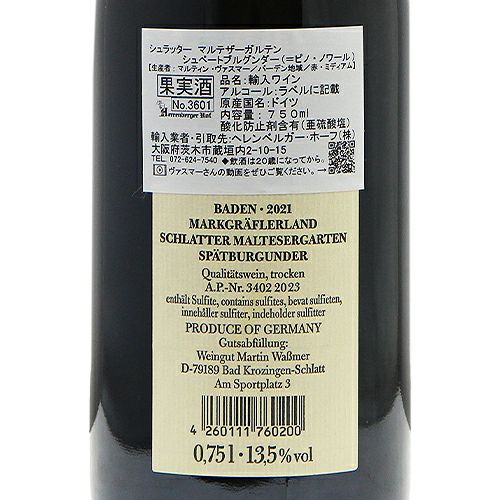 シュラッター マルテザーガルテン
シュペートブルグンダー(=ピノ・ノワール)
[生産者:マルティン・ヴァスマー/バーデン地域/赤・ミディアム]
果実酒
No.3601
Herrenberger Hof
品名:輸入ワイン
アルコール:ラベルに記載
原産国名:ドイツ
内容量:750ml
酸化防止剤含有(亜硫酸塩)
輸入業者・引取先:ヘレンベルガー・ホーフ(株)
大阪府茨木市蔵垣内2-10-15
TEL. 072-624-7540 ◆飲酒は20歳になってから。
ヴァスマーさんの動画をぜひご覧ください。→
BADEN · 2021
MARKGRÄFLERLAND
SCHLATTER MALTESERGARTEN
SPÄTBURGUNDER
Qualitätswein, trocken
A.P.-Nr. 3402 2023
enthält Sulfite, contains sulfites, bevat sulfieten,
innehåller sulfiter, indeholder sulfitter
PRODUCE OF GERMANY
Gutsabfüllung:
Weingut Martin Waßmer
D-79189 Bad Krozingen-Schlatt
Am Sportplatz 3
4 260111 760200
0,75 l · 13,5% vol